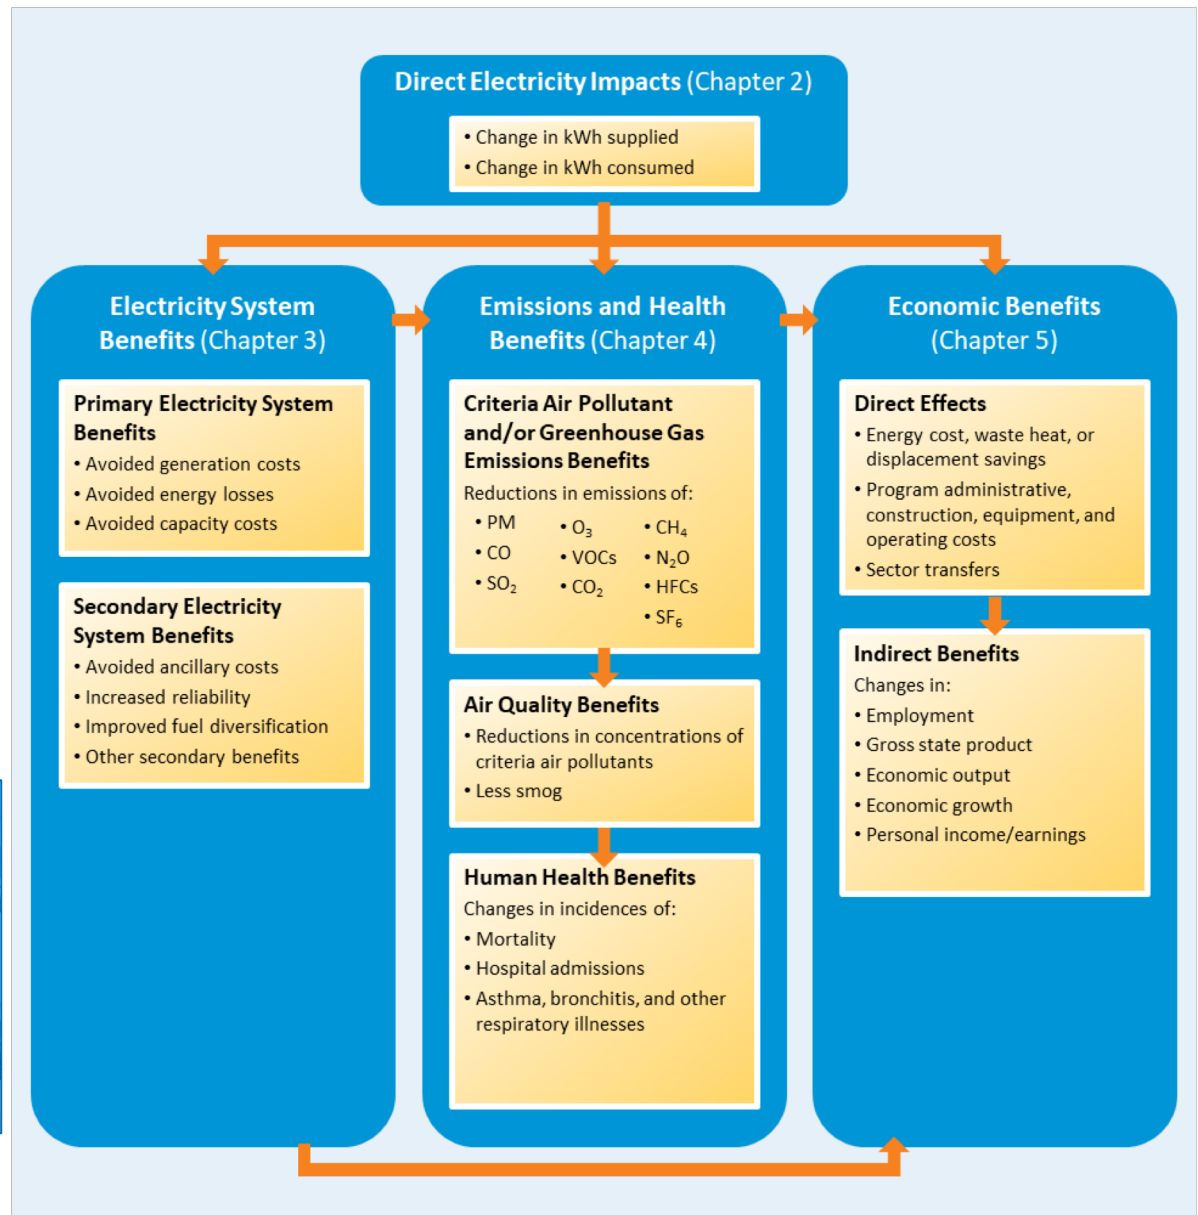 Direct Electricity Impacts (Chapter 2)
• Change in kWh supplied
• Change in kWh consumed
Electricity System
Benefits (Chapter 3)
Primary Electricity System
Benefits
• Avoided generation costs
• Avoided energy losses
• Avoided capacity costs
Secondary Electricity
System Benefits
• Avoided ancillary costs
• Increased reliability
• Improved fuel diversification
• Other secondary benefits
Emissions and Health
Benefits (Chapter 4)
Criteria Air Pollutant
and/or Greenhouse Gas
Emissions Benefits
Reductions in emissions of:
• PM
• CO
• SO₂
• O₃
• VOCs
• CO₂
• CH₄
• N₂O
• HFCs
• SF₆
Air Quality Benefits
• Reductions in concentrations of
criteria air pollutants
• Less smog
Human Health Benefits
Changes in incidences of:
• Mortality
• Hospital admissions
• Asthma, bronchitis, and other
respiratory illnesses
Economic Benefits
(Chapter 5)
Direct Effects
• Energy cost, waste heat, or
displacement savings
• Program administrative,
construction, equipment, and
operating costs
• Sector transfers
Indirect Benefits
Changes in:
• Employment
• Gross state product
• Economic output
• Economic growth
• Personal income/earnings